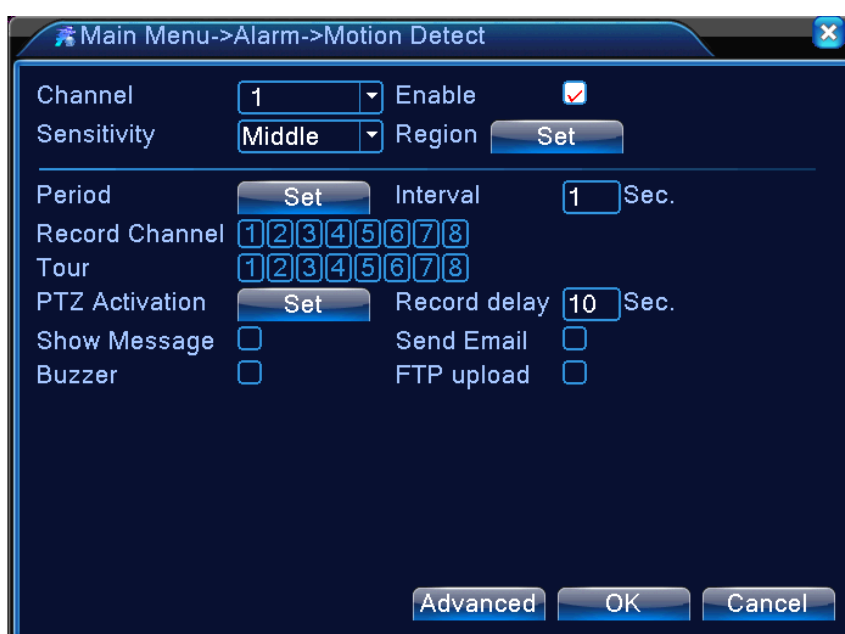 Main Menu->Alarm->Motion Detect
Channel 1 Enable
Sensitivity Middle Region Set
Period Set Interval 1 Sec.
Record Channel 1 2 3 4 5 6 7 8
Tour 1 2 3 4 5 6 7 8
PTZ Activation Set Record delay 10 Sec.
Show Message Send Email
Buzzer FTP upload
Advanced OK Cancel